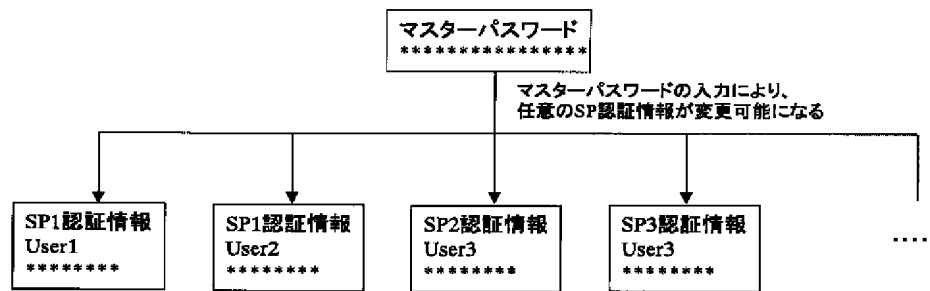 マスターパスワード
****************
マスターパスワードの入力により、
任意のSP認証情報が変更可能になる
SP1認証情報
User1
********
SP1認証情報
User2
********
SP2認証情報
User3
********
SP3認証情報
User3
********
....